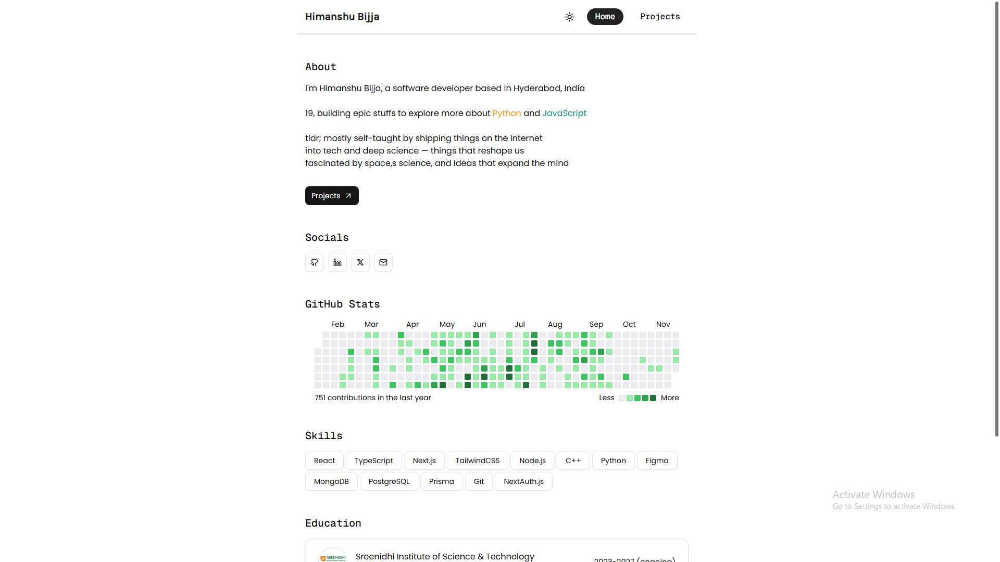 Himanshu Bijja
Home
Projects
About
I'm Himanshu Bijja, a software developer based in Hyderabad, India
19, building epic stuffs to explore more about Python and JavaScript
tldr; mostly self-taught by shipping things on the internet
into tech and deep science — things that reshape us
fascinated by space,s science, and ideas that expand the mind
Projects
Socials
GitHub Stats
Feb Mar Apr May Jun Jul Aug Sep Oct Nov
751 contributions in the last year
Less More
Skills
React TypeScript Next.js TailwindCSS Node.js C++ Python Figma
MongoDB PostgreSQL Prisma Git NextAuth.js
Activate Windows
Go to Settings to activate Windows.
Education
SREENIDHI
EDUCATIONAL GROUP
Sreenidhi Institute of Science & Technology
2023-2027 (ongoing)